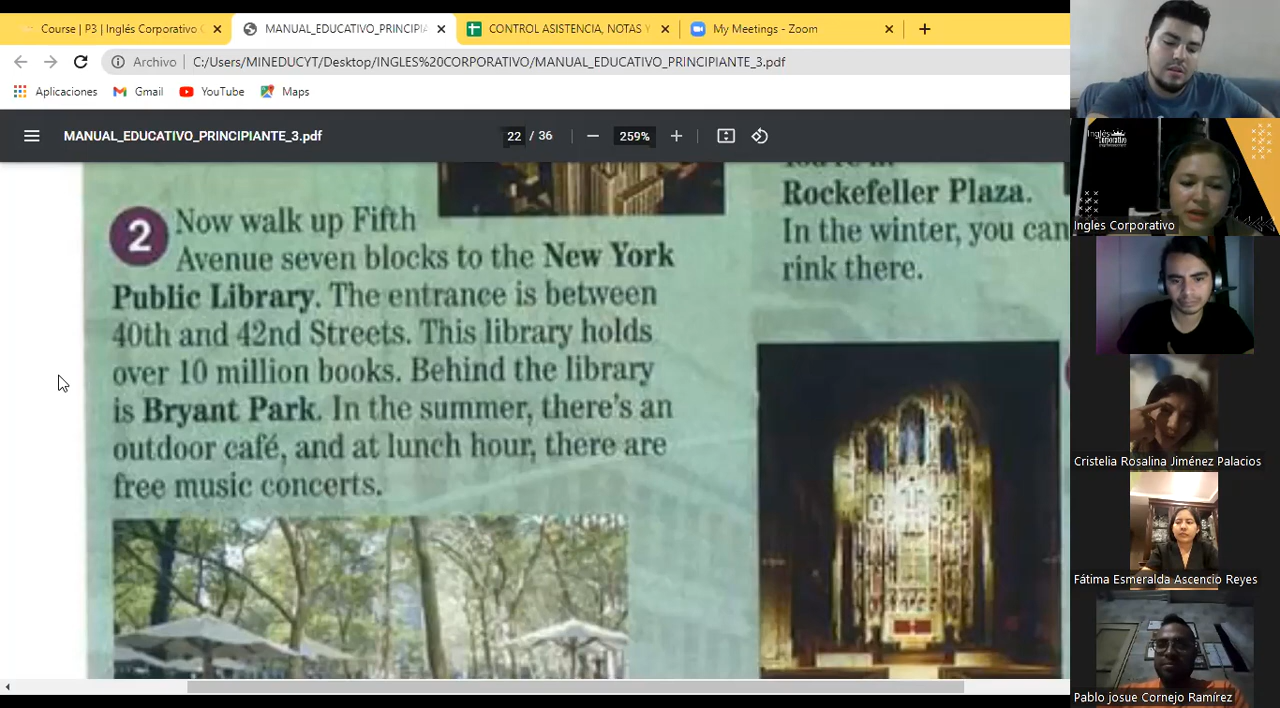 Course | P3 | Inglés Corporativo
MANUAL_EDUCATIVO_PRINCIPIA
CONTROL ASISTENCIA, NOTAS Y
My Meetings - Zoom
Archivo
C:/Users/MINEDUCYT/Desktop/INGLES%20CORPORATIVO/MANUAL_EDUCATIVO_PRINCIPIANTE_3.pdf
Aplicaciones
Gmail
YouTube
Maps
MANUAL_EDUCATIVO_PRINCIPIANTE_3.pdf
22 / 36
259%
2 Now walk up Fifth
Avenue seven blocks to the New York
Public Library. The entrance is between
40th and 42nd Streets. This library holds
over 10 million books. Behind the library
is Bryant Park. In the summer, there's an
outdoor café, and at lunch hour, there are
free music concerts.
You're in
Rockefeller Plaza.
In the winter, you can
rink there.
Inglés
Corporativo
Ingles Corporativo
Cristelia Rosalina Jiménez Palacios
Fátima Esmeralda Ascencio Reyes
Pablo josue Cornejo Ramírez